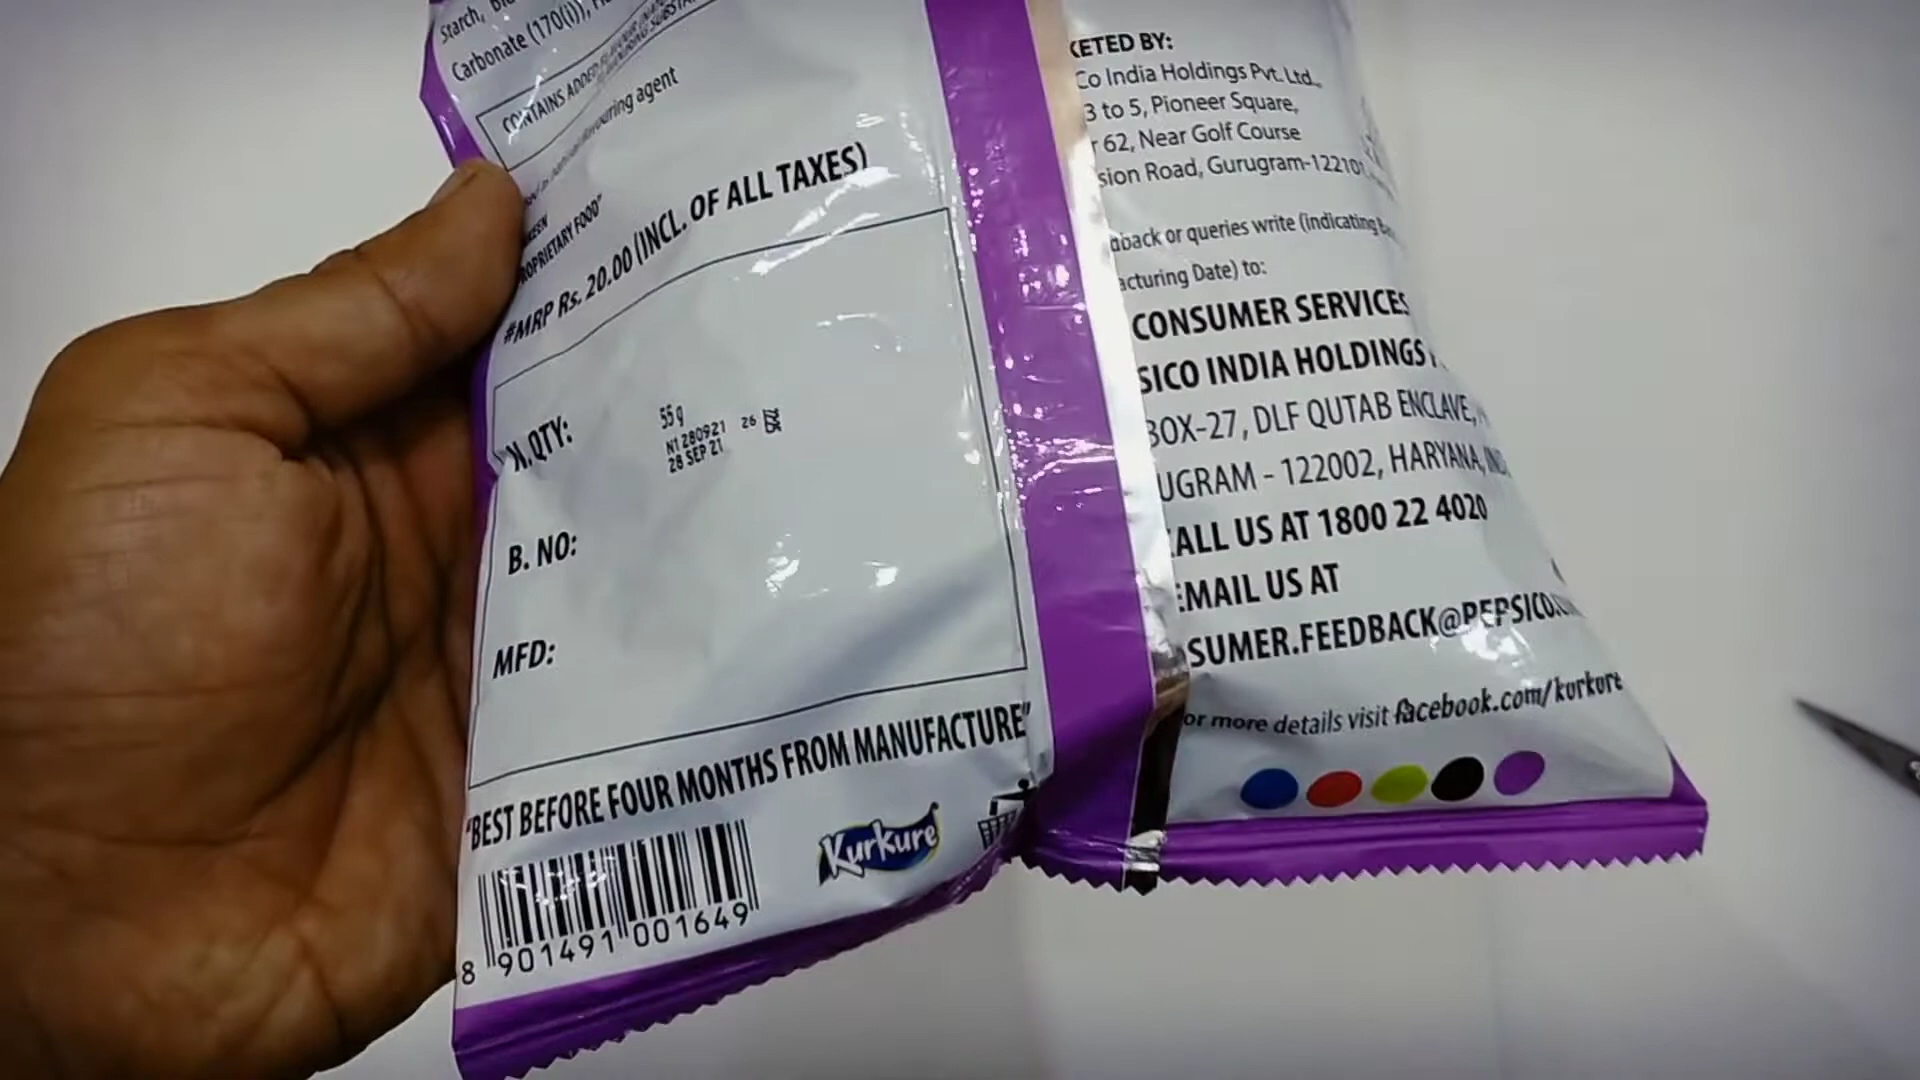 Starch,
Carbonate (170(i)),
CONTAINS ADDED
flavouring agent
PROPRIETARY FOOD"
#MRP Rs. 20.00 (INCL. OF ALL TAXES)
N.QTY: 55 g
N1 280921 26
28 SEP 21
B. NO:
MFD:
"BEST BEFORE FOUR MONTHS FROM MANUFACTURE"
8 901491 001649
Kurkure
KETED BY:
Co India Holdings Pvt. Ltd.,
3 to 5, Pioneer Square,
r 62, Near Golf Course
sion Road, Gurugram-122101,
dback or queries write (indicating
acturing Date) to:
CONSUMER SERVICES
SICO INDIA HOLDINGS
BOX-27, DLF QUTAB ENCLAVE,
UGRAM - 122002, HARYANA,
CALL US AT 1800 22 4020
EMAIL US AT
SUMER.FEEDBACK@PEPSICO.
or more details visit facebook.com/kurkure